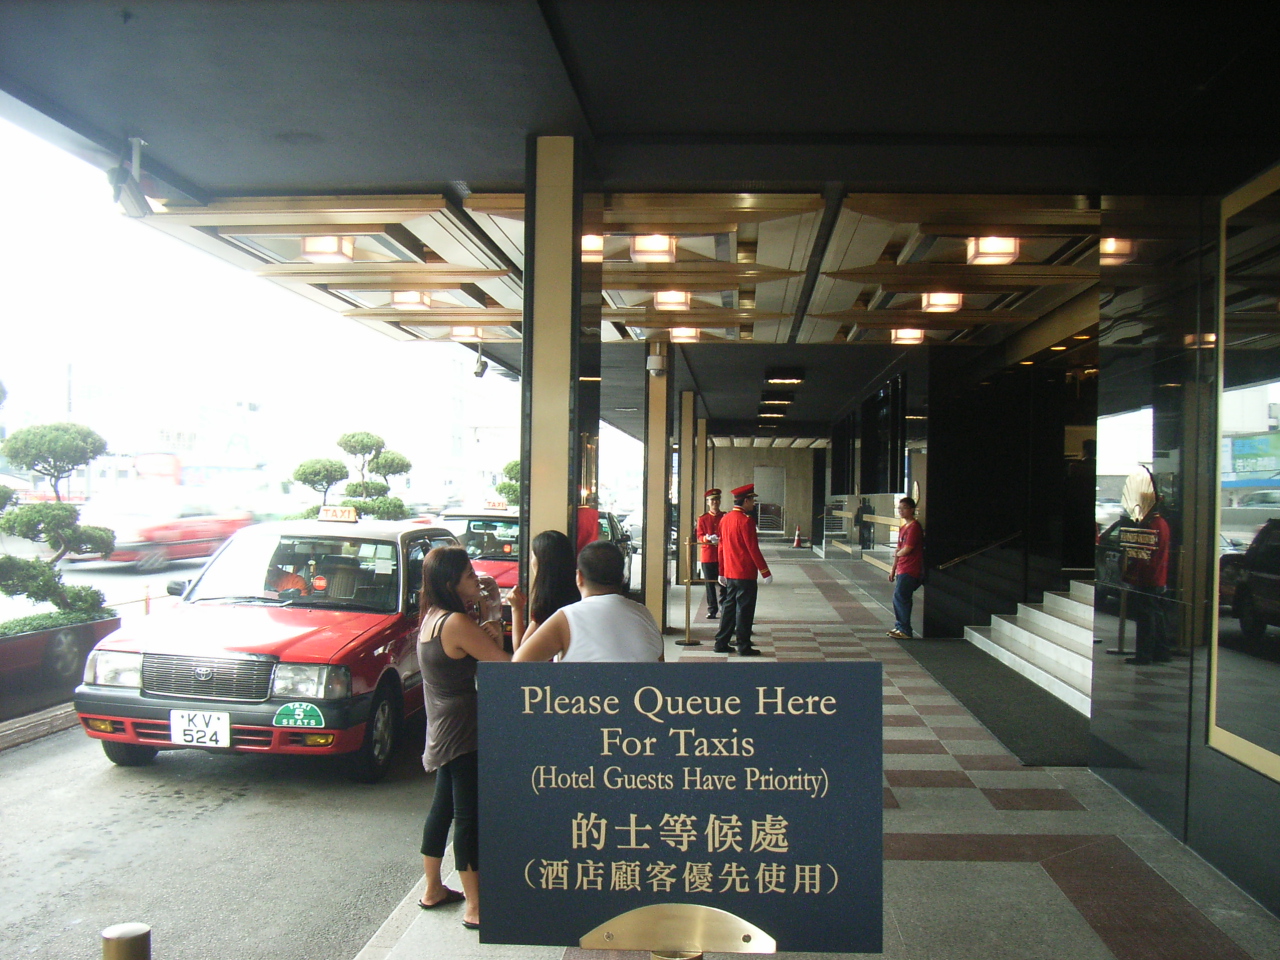 TAXI
TAXI
KV
524
TAXI
5
SEATS
Please Queue Here
For Taxis
(Hotel Guests Have Priority)
的士等候處
(酒店顧客優先使用)